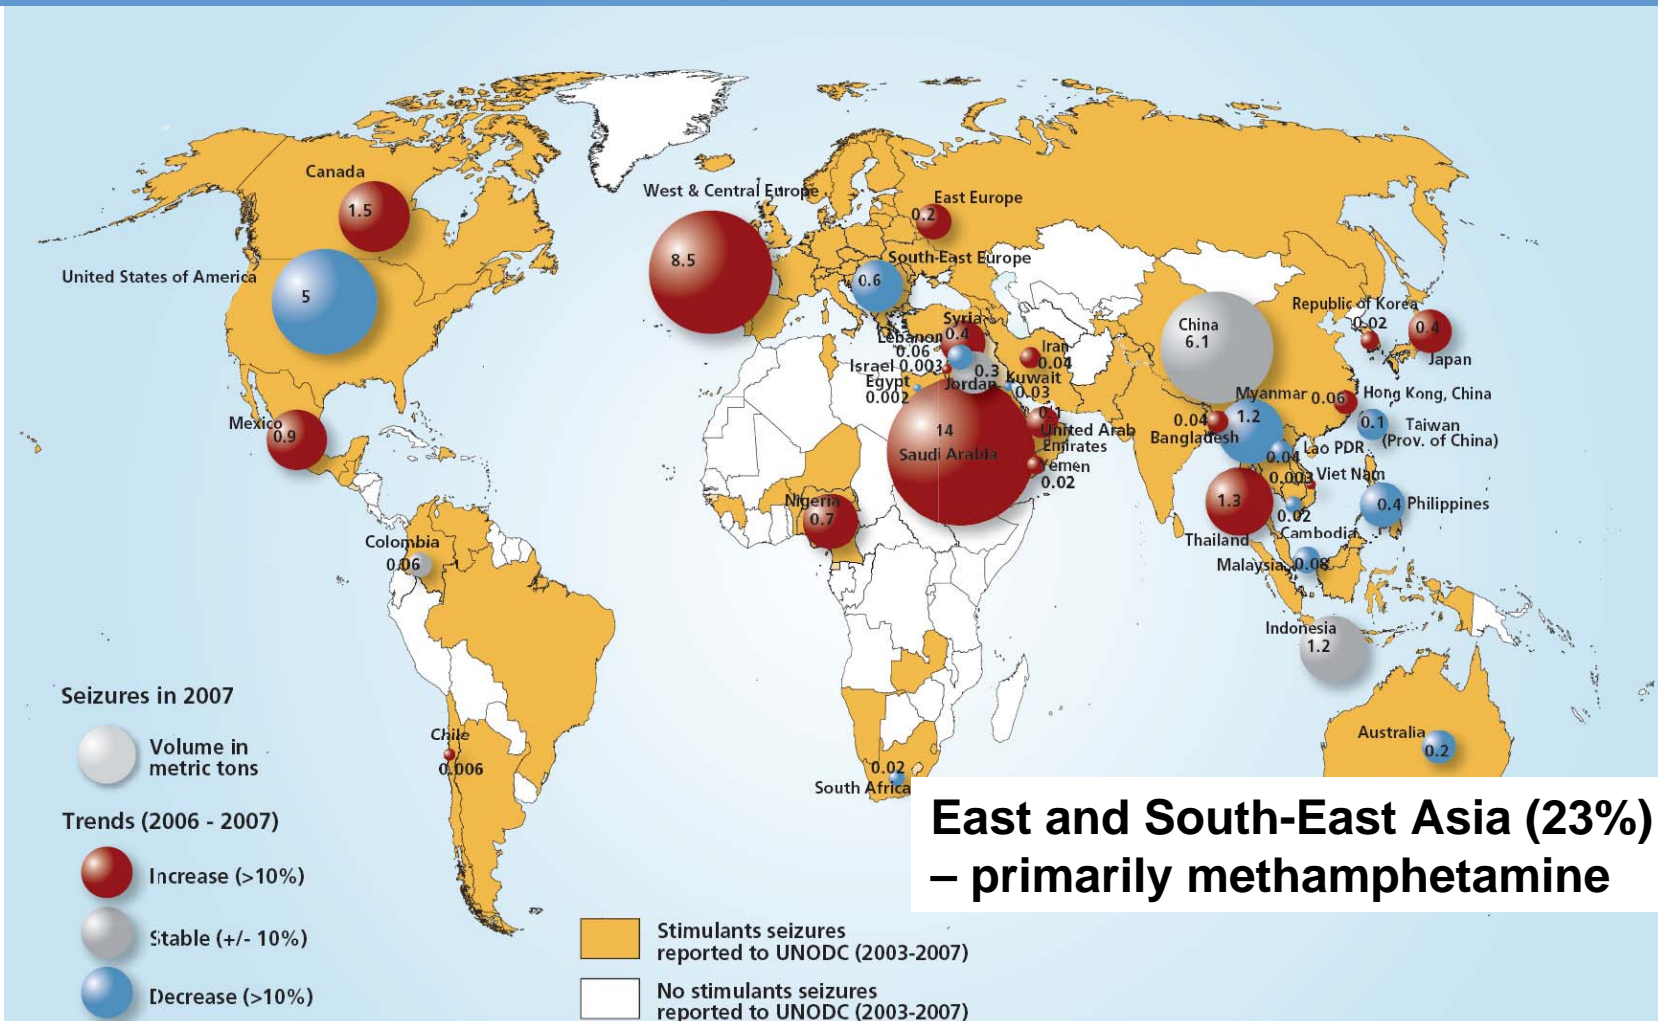 Canada
1.5
United States of America
5
Mexico
0.9
Colombia
0.06
Chile
0.006
West & Central Europe
8.5
East Europe
0.2
South-East Europe
0.6
Syria
0.4
Lebanon
0.06
Israel 0.003
Egypt
0.002
0.3
Jordan
Iran
0.04
Kuwait
0.03
0.1
United Arab
Emirates
14
Saudi Arabia
Yemen
0.02
Nigeria
0.7
0.02
South Africa
China
6.1
Republic of Korea
0.02
0.4
Japan
Myanmar
1.2
0.06
Hong Kong, China
0.04
Bangladesh
0.1
Taiwan
(Prov. of China)
0.04
Lao PDR
0.003
Viet Nam
1.3
Thailand
0.02
Cambodia
0.4
Philippines
Malaysia
0.08
Indonesia
1.2
Australia
0.2
Seizures in 2007
Volume in
metric tons
Trends (2006 - 2007)
Increase (>10%)
Stable (+/- 10%)
Decrease (>10%)
Stimulants seizures
reported to UNODC (2003-2007)
No stimulants seizures
reported to UNODC (2003-2007)
East and South-East Asia (23%)
– primarily methamphetamine